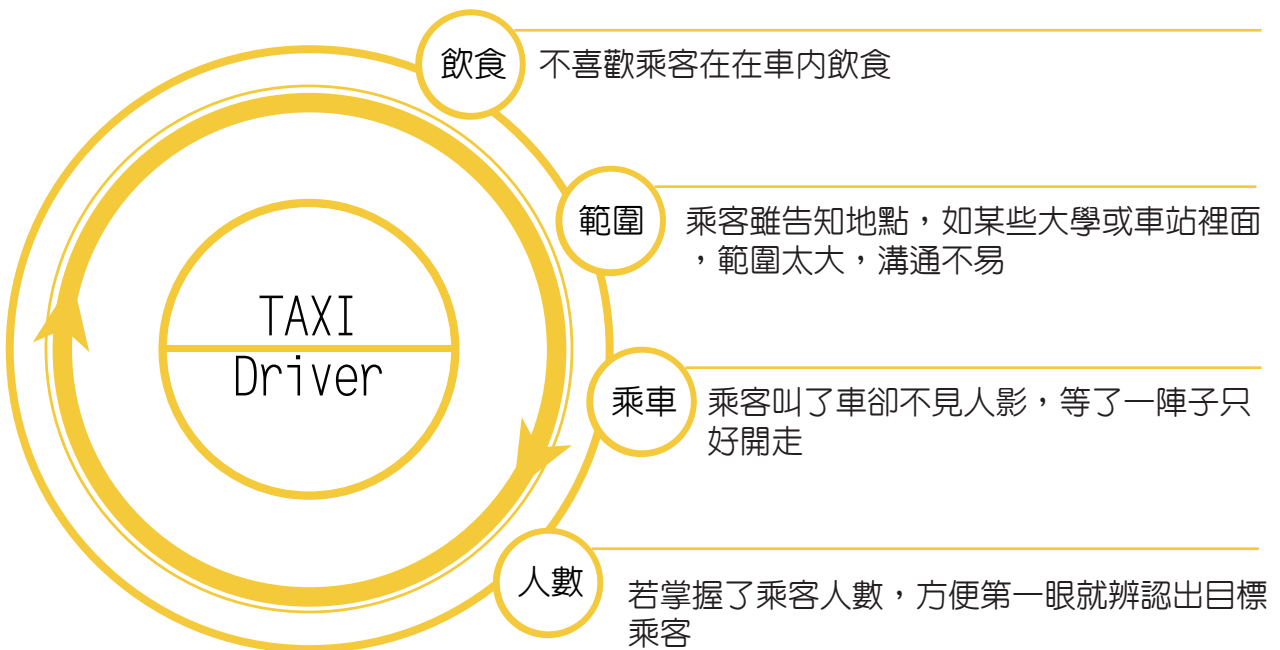 飲食
不喜歡乘客在在車内飲食
範圍
乘客雖告知地點，如某些大學或車站裡面
，範圍太大，溝通不易
TAXI
Driver
乘車
乘客叫了車卻不見人影，等了一陣子只
好開走
人數
若掌握了乘客人數，方便第一眼就辨認出目標
乘客